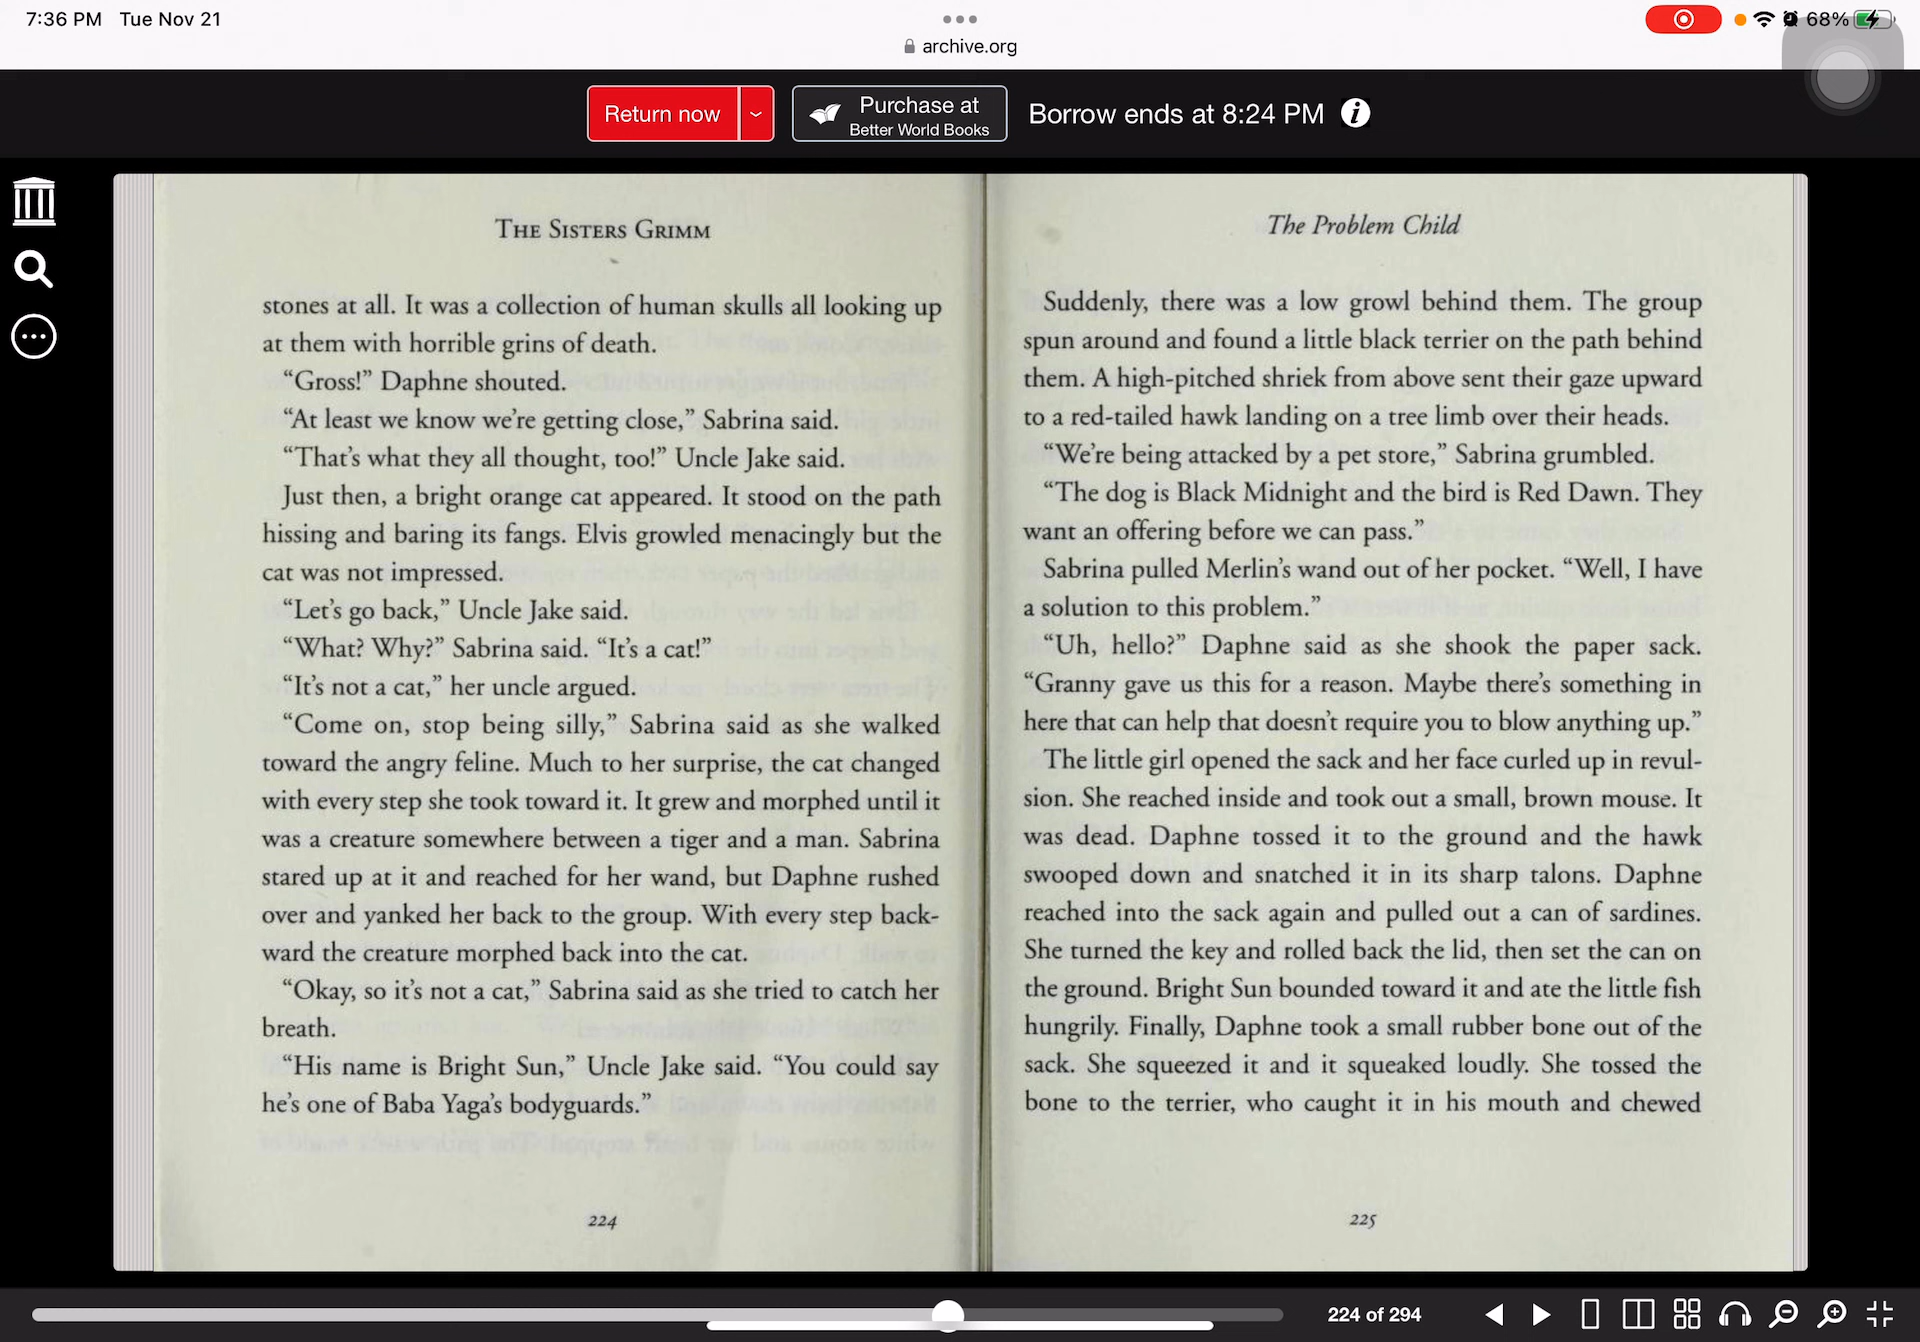 7:36 PM Tue Nov 21
68%
archive.org
Return now
Purchase at
Better World Books
Borrow ends at 8:24 PM
THE SISTERS GRIMM
stones at all. It was a collection of human skulls all looking up
at them with horrible grins of death.
“Gross!” Daphne shouted.
“At least we know we’re getting close,” Sabrina said.
“That’s what they all thought, too!” Uncle Jake said.
Just then, a bright orange cat appeared. It stood on the path
hissing and baring its fangs. Elvis growled menacingly but the
cat was not impressed.
“Let’s go back,” Uncle Jake said.
“What? Why?” Sabrina said. “It’s a cat!”
“It’s not a cat,” her uncle argued.
“Come on, stop being silly,” Sabrina said as she walked
toward the angry feline. Much to her surprise, the cat changed
with every step she took toward it. It grew and morphed until it
was a creature somewhere between a tiger and a man. Sabrina
stared up at it and reached for her wand, but Daphne rushed
over and yanked her back to the group. With every step back-
ward the creature morphed back into the cat.
“Okay, so it’s not a cat,” Sabrina said as she tried to catch her
breath.
“His name is Bright Sun,” Uncle Jake said. “You could say
he’s one of Baba Yaga’s bodyguards.”
224
The Problem Child
Suddenly, there was a low growl behind them. The group
spun around and found a little black terrier on the path behind
them. A high-pitched shriek from above sent their gaze upward
to a red-tailed hawk landing on a tree limb over their heads.
“We’re being attacked by a pet store,” Sabrina grumbled.
“The dog is Black Midnight and the bird is Red Dawn. They
want an offering before we can pass.”
Sabrina pulled Merlin’s wand out of her pocket. “Well, I have
a solution to this problem.”
“Uh, hello?” Daphne said as she shook the paper sack.
“Granny gave us this for a reason. Maybe there’s something in
here that can help that doesn’t require you to blow anything up.”
The little girl opened the sack and her face curled up in revul-
sion. She reached inside and took out a small, brown mouse. It
was dead. Daphne tossed it to the ground and the hawk
swooped down and snatched it in its sharp talons. Daphne
reached into the sack again and pulled out a can of sardines.
She turned the key and rolled back the lid, then set the can on
the ground. Bright Sun bounded toward it and ate the little fish
hungrily. Finally, Daphne took a small rubber bone out of the
sack. She squeezed it and it squeaked loudly. She tossed the
bone to the terrier, who caught it in his mouth and chewed
225
224 of 294